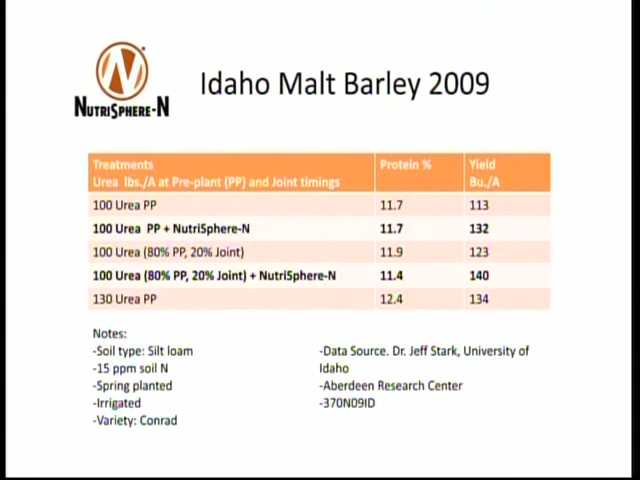 NUTRISPHERE-N
Idaho Malt Barley 2009
Treatments
Urea lbs./A at Pre-plant (PP) and Joint timings
Protein %
Yield
Bu./A
100 Urea PP 11.7 113
100 Urea PP + NutriSphere-N 11.7 132
100 Urea (80% PP, 20% Joint) 11.9 123
100 Urea (80% PP, 20% Joint) + NutriSphere-N 11.4 140
130 Urea PP 12.4 134
Notes:
-Soil type: Silt loam
-15 ppm soil N
-Spring planted
-Irrigated
-Variety: Conrad
-Data Source. Dr. Jeff Stark, University of
Idaho
-Aberdeen Research Center
-370N09ID